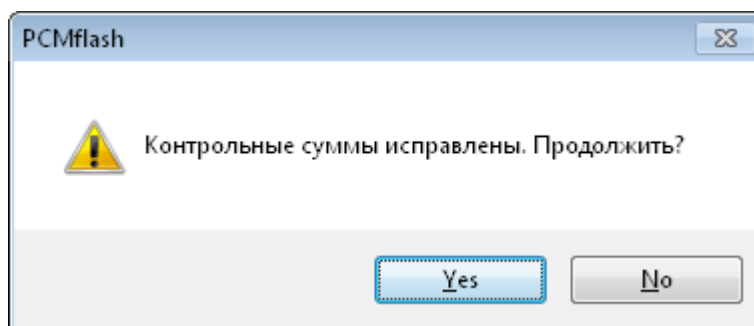 PCMflash
Контрольные суммы исправлены. Продолжить?
Yes
No